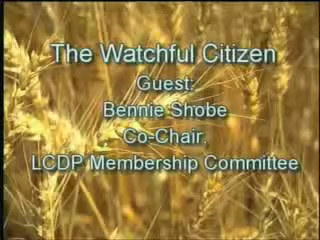 The Watchful Citizen
Guest:
Bennie Shobe
Co-Chair,
LCDP Membership Committee